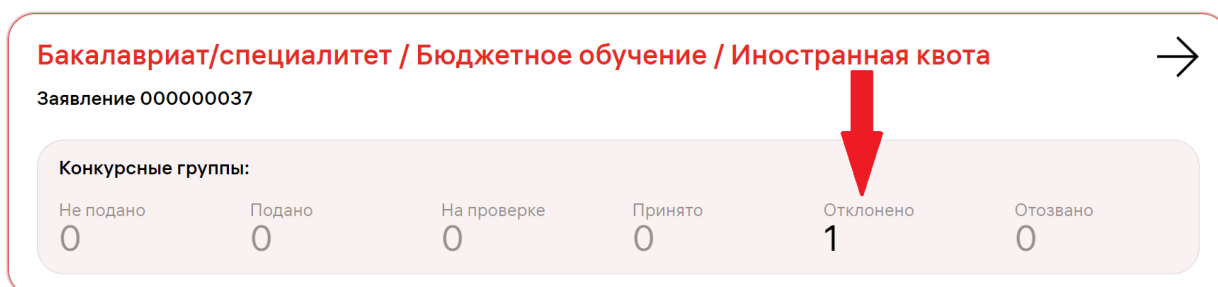 Бакалавриат/специалитет / Бюджетное обучение / Иностранная квота
Заявление 000000037
Конкурсные группы:
Не подано Подано На проверке Принято Отклонено Отозвано
0 0 0 0 1 0